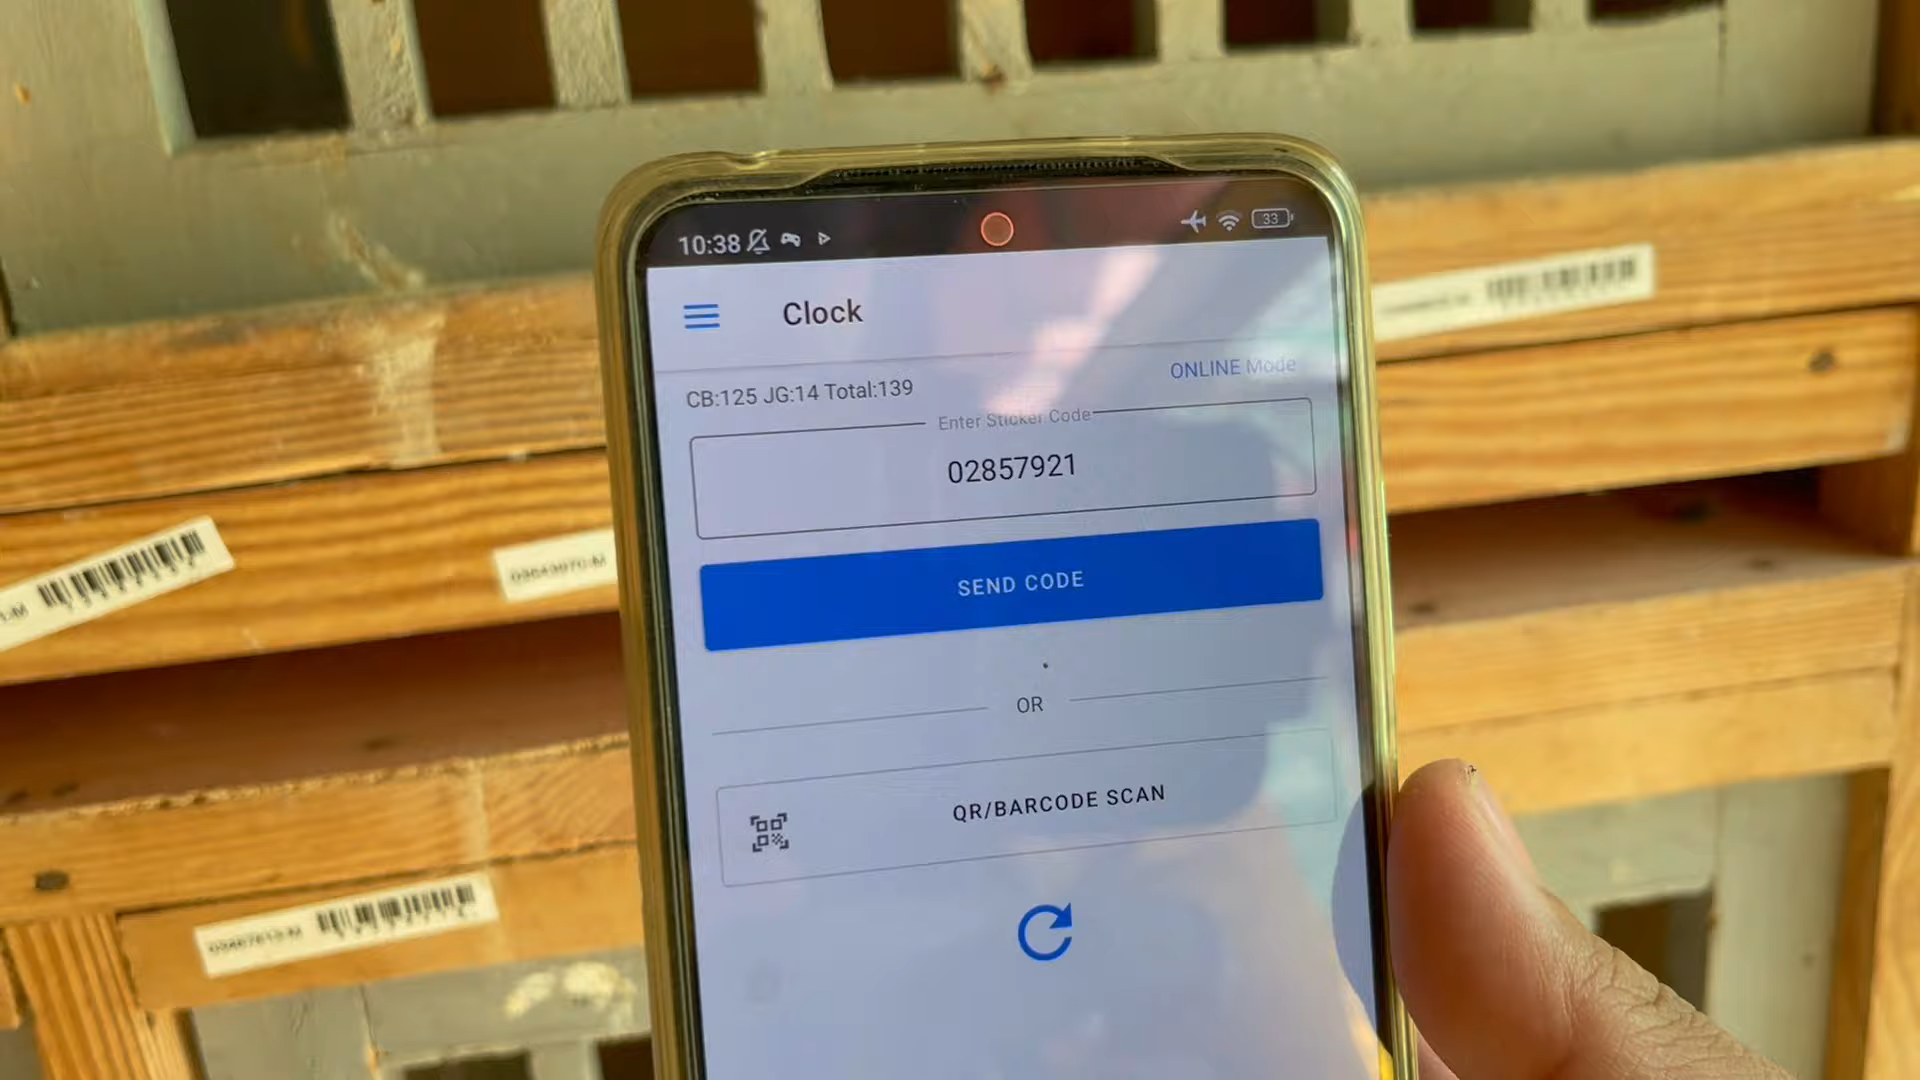 10:38
33
Clock
ONLINE Mode
CB:125 JG:14 Total:139
Enter Sticker Code
02857921
SEND CODE
OR
QR/BARCODE SCAN